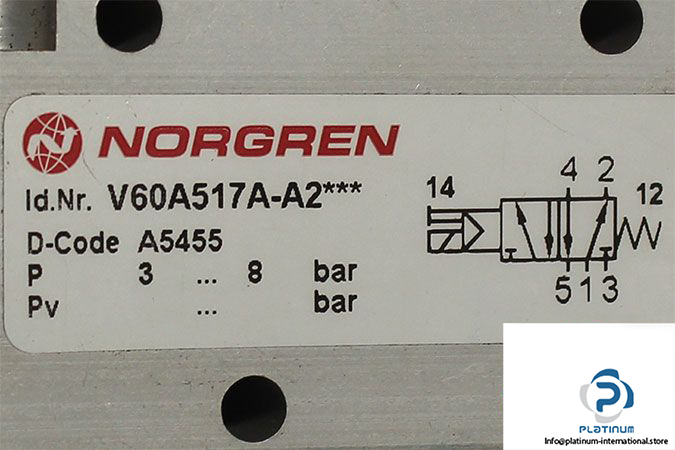 NORGREN
Id.Nr. V60A517A-A2***
D-Code A5455
P 3 ... 8 bar
Pv ... bar
4 2
14 12
5 1 3
PLATINUM
Info@platinum-international.store